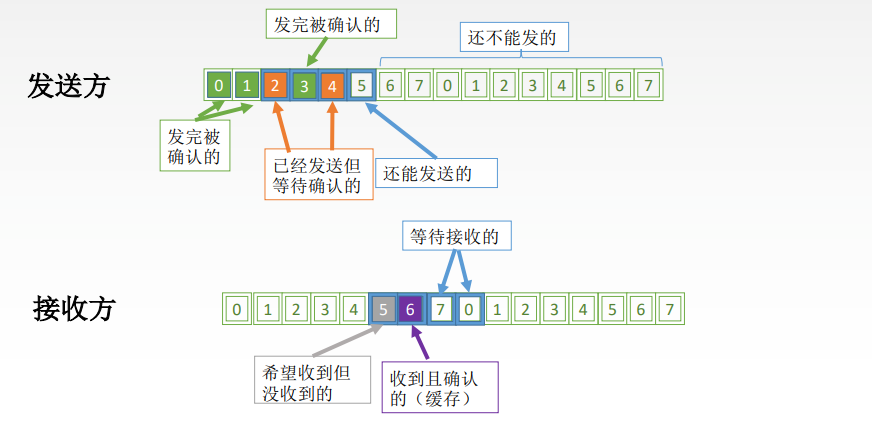 发完被确认的
还不能发的
发送方
0 1 2 3 4 5 6 7 0 1 2 3 4 5 6 7
发完被
确认的
已经发送但
等待确认的
还能发送的
等待接收的
接收方
0 1 2 3 4 5 6 7 0 1 2 3 4 5 6 7
希望收到但
没收到的
收到且确认
的（缓存）